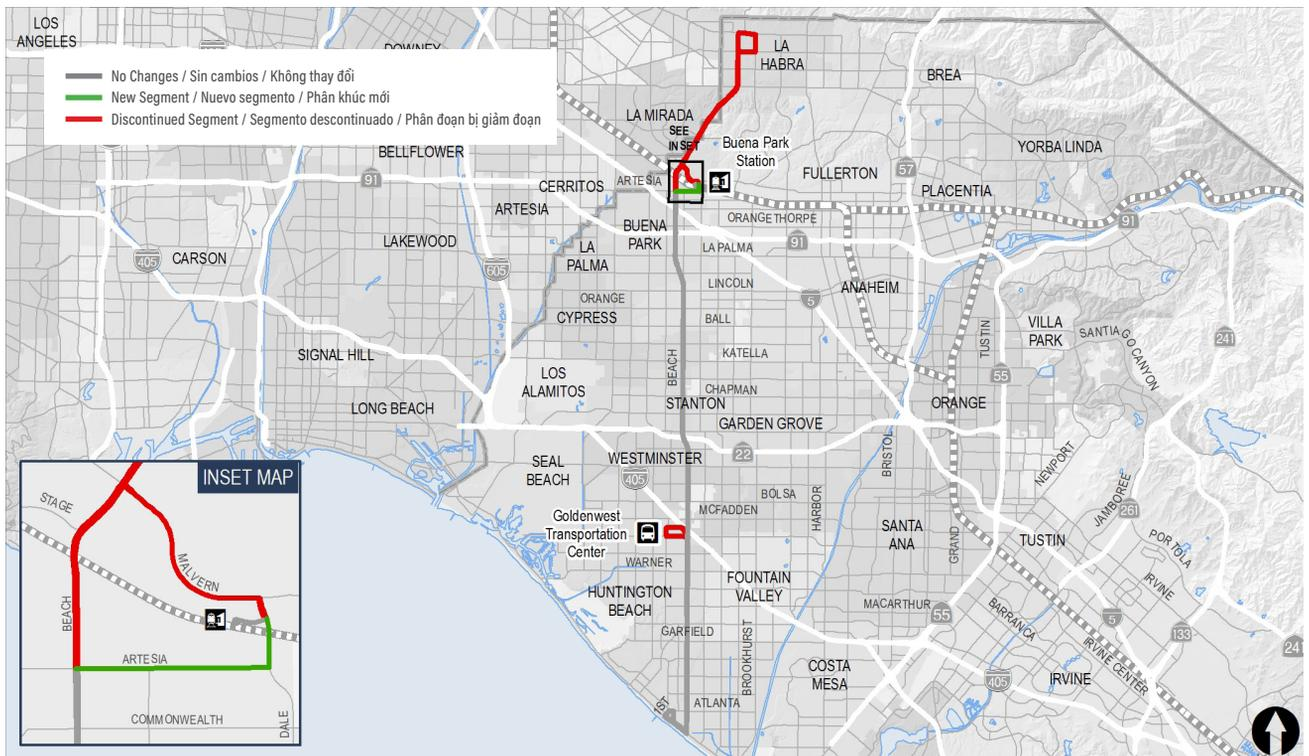 LOS
ANGELES
No Changes / Sin cambios / Không thay đổi
New Segment / Nuevo segmento / Phân khúc mới
Discontinued Segment / Segmento descontinuado / Phân đoạn bị giảm đoạn
LA
HABRA
BREA
LA MIRADA
SEE
INSET
Buena Park
Station
BELLFLOWER
91
CERRITOS
ARTESIA
FULLERTON
57
YORBA LINDA
PLACENTIA
ARTESIA
ORANGETHORPE
91
BUENA
PARK
LAKEWOOD
LA
PALMA
LA PALMA
91
405
CARSON
605
LINCOLN
ANAHEIM
ORANGE
5
CYPRESS
BALL
VILLA
PARK
SANTIAGO CANYON
241
SIGNAL HILL
KATELLA
TUSTIN
BEACH
LOS
ALAMITOS
CHAPMAN
55
STANTON
LONG BEACH
ORANGE
GARDEN GROVE
22
BRISTOL
WESTMINSTER
SEAL
BEACH
405
NEWPORT
JAMBOREE
BOLSA
HARBOR
MCFADDEN
261
Goldenwest
Transportation
Center
SANTA
ANA
GRAND
TUSTIN
PORTOLA
WARNER
IRVINE
FOUNTAIN
VALLEY
HUNTINGTON
BEACH
MACARTHUR
55
BARRANCA
5
133
GARFIELD
BROOKHURST
IRVINE CENTER
241
COSTA
MESA
405
IRVINE
1ST
ATLANTA
INSET MAP
STAGE
MALVERN
BEACH
ARTESIA
COMMONWEALTH
DALE